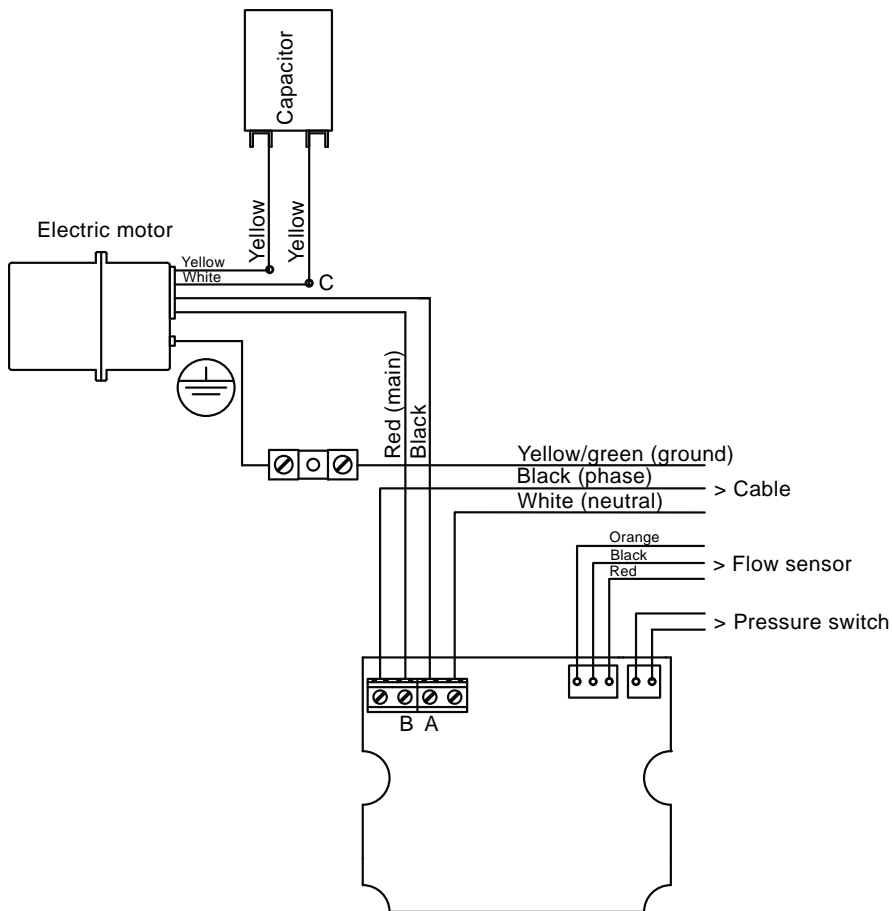 Capacitor
Yellow
Yellow
Electric motor
Yellow
White
C
Red (main)
Black
Yellow/green (ground)
Black (phase)
> Cable
White (neutral)
Orange
Black
> Flow sensor
Red
> Pressure switch
B A